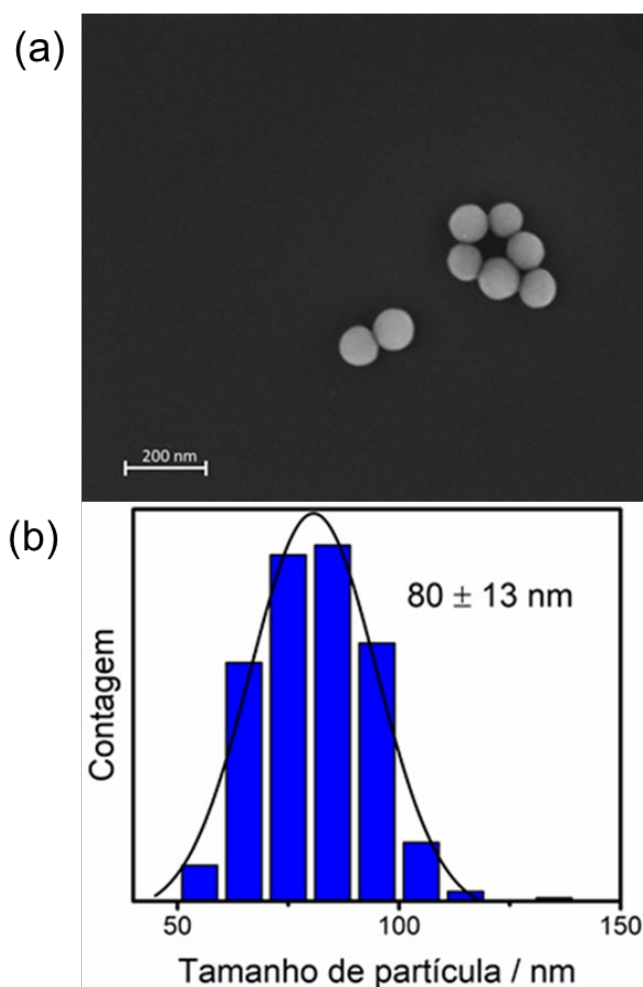 (a)
200 nm
(b)
80 ± 13 nm
Contagem
50
100
150
Tamanho de partícula / nm